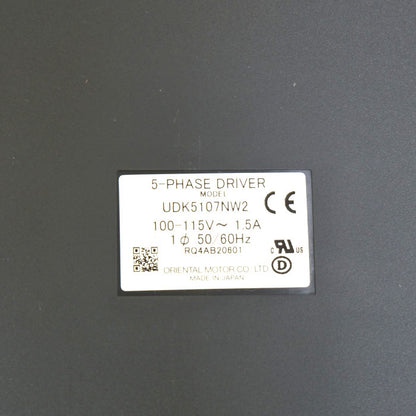 5-PHASE DRIVER
MODEL
UDK5107NW2
CE
100-115V~ 1.5A
1φ 50/60Hz
RQ4AB20601
C US
D
ORIENTAL MOTOR CO. LTD.
MADE IN JAPAN